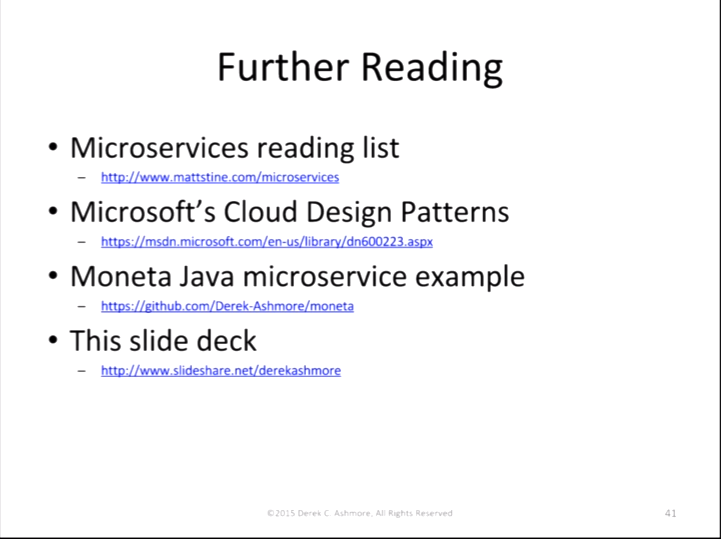 Further Reading
• Microservices reading list
– http://www.mattstine.com/microservices
• Microsoft’s Cloud Design Patterns
– https://msdn.microsoft.com/en-us/library/dn600223.aspx
• Moneta Java microservice example
– https://github.com/Derek-Ashmore/moneta
• This slide deck
– http://www.slideshare.net/derekashmore
©2015 Derek C. Ashmore, All Rights Reserved
41